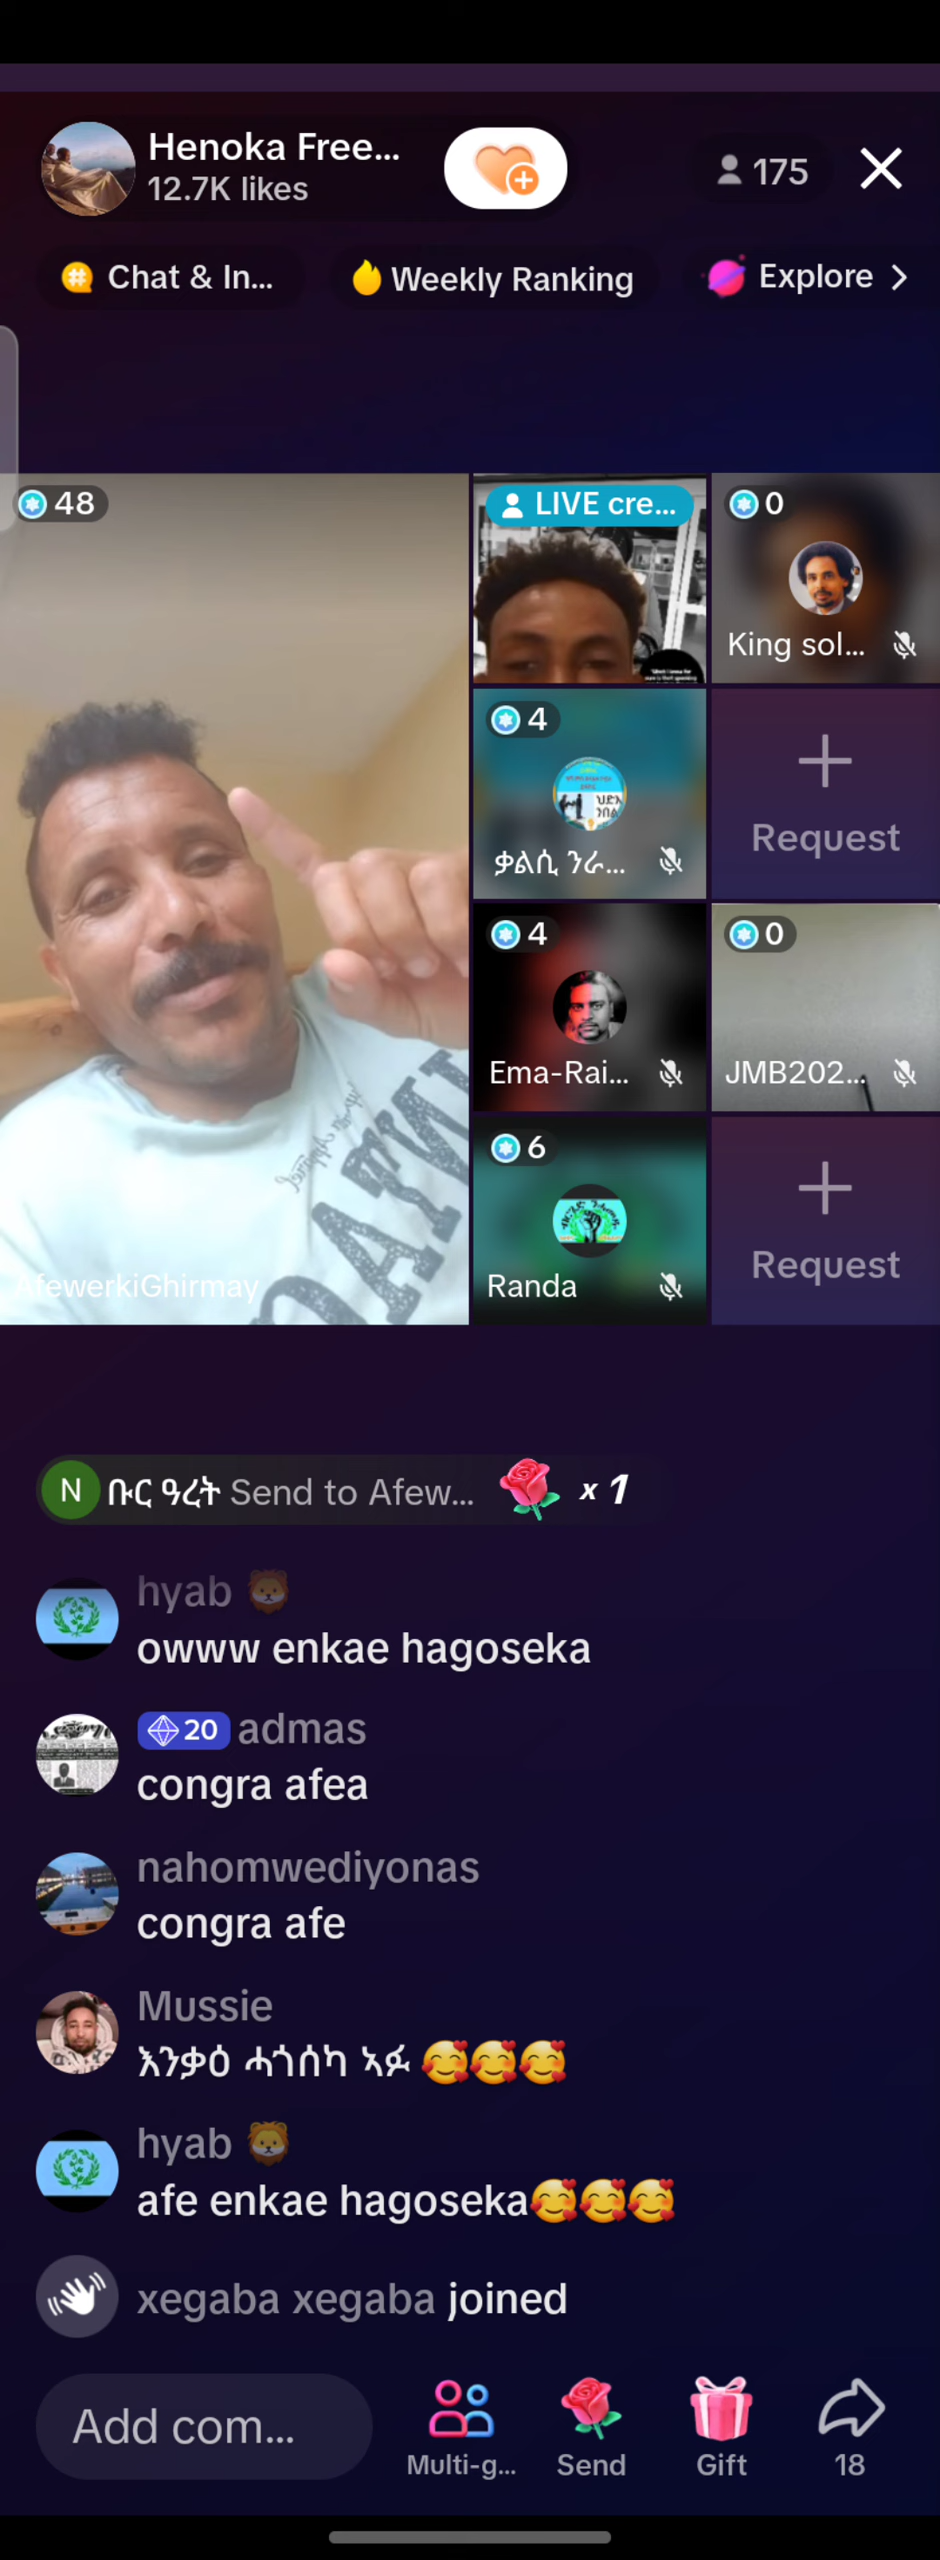 Henoka Free...
12.7K likes
175
Chat & In...
Weekly Ranking
Explore
48
LIVE cre...
0
King sol...
4
ቃልሲ ንራ...
Request
4
Ema-Rai...
0
JMB202...
6
Randa
Request
AfewerkiGhirmay
N ቡር ዓረት Send to Afew... x 1
hyab
owww enkae hagoseka
20 admas
congra afea
nahomwediyonas
congra afe
Mussie
እንቃዕ ሓጎሰካ ኣፉ
hyab
afe enkae hagoseka
xegaba xegaba joined
Add com...
Multi-g...
Send
Gift
18